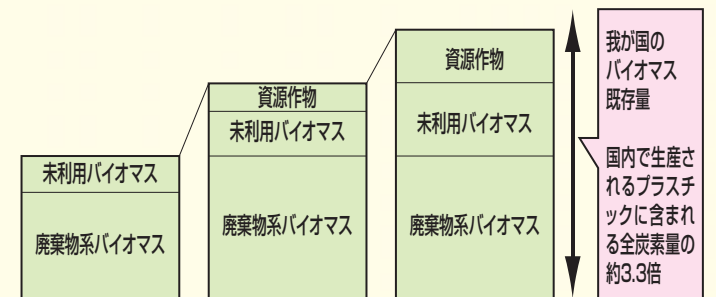 未利用バイオマス
廃棄物系バイオマス
資源作物
未利用バイオマス
廃棄物系バイオマス
資源作物
未利用バイオマス
廃棄物系バイオマス
我が国の
バイオマス
既存量
国内で生産さ
れるプラスチ
ックに含まれ
る全炭素量の
約3.3倍